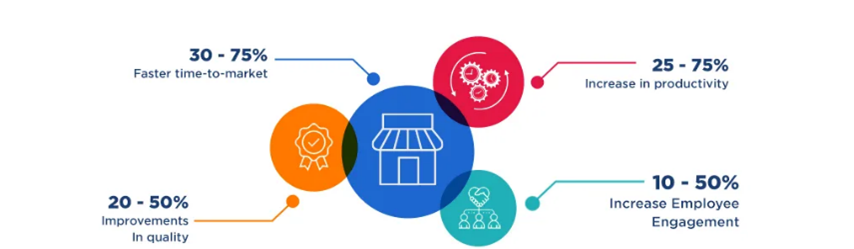 30 - 75%
Faster time-to-market
25 - 75%
Increase in productivity
20 - 50%
Improvements
In quality
10 - 50%
Increase Employee
Engagement